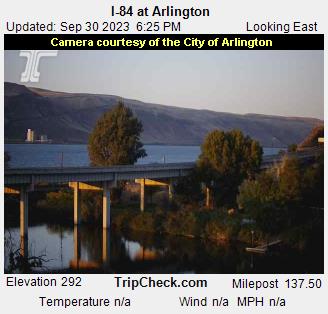 I-84 at Arlington
Updated: Sep 30 2023 6:25 PM Looking East
Camera courtesy of the City of Arlington
Elevation 292 TripCheck.com Milepost 137.50
Temperature n/a Wind n/a MPH n/a